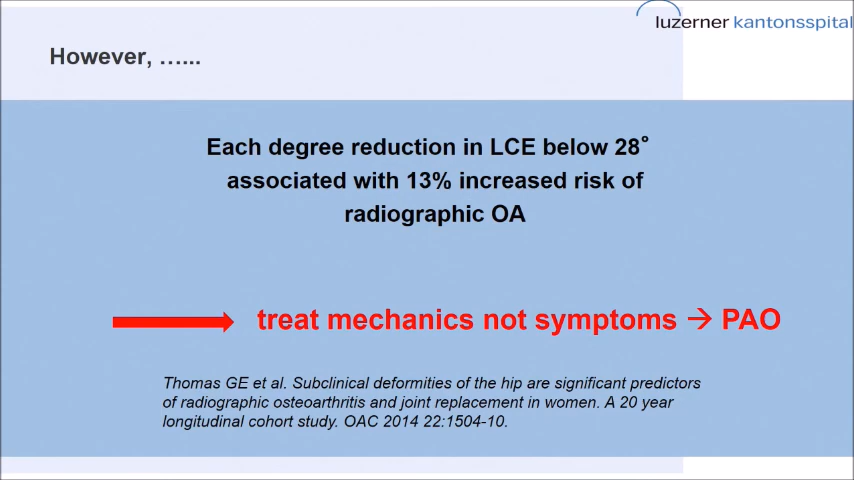 luzerner kantonsspital
However, …...
Each degree reduction in LCE below 28°
associated with 13% increased risk of
radiographic OA
treat mechanics not symptoms → PAO
Thomas GE et al. Subclinical deformities of the hip are significant predictors
of radiographic osteoarthritis and joint replacement in women. A 20 year
longitudinal cohort study. OAC 2014 22:1504-10.